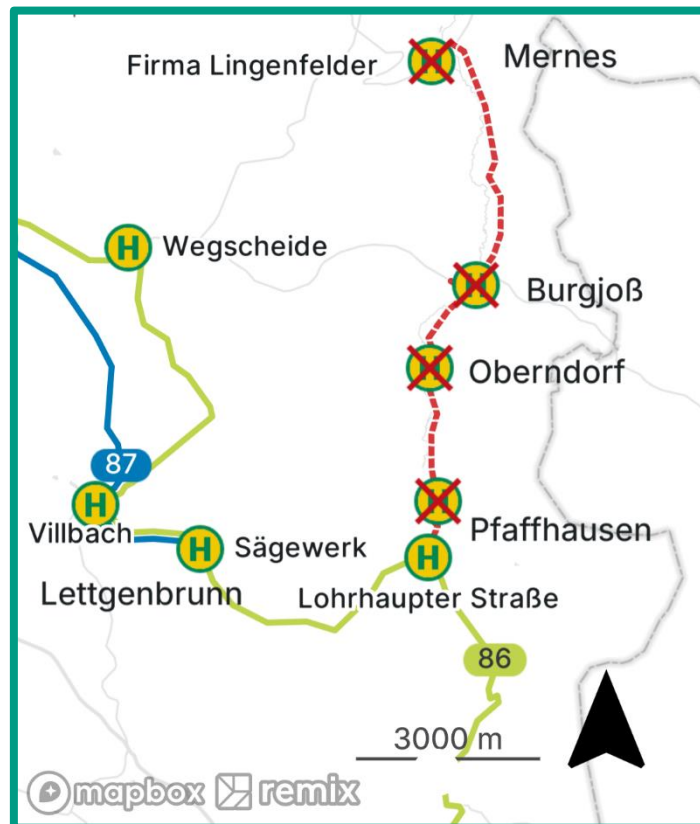 Firma Lingenfelder
H
Mernes
H
Wegscheide
H
Burgjoß
H
Oberndorf
87
H
Villbach
H
Sägewerk
H
Pfaffhausen
Lettgenbrunn
H
Lohrhaupter Straße
86
3000 m
mapbox remix